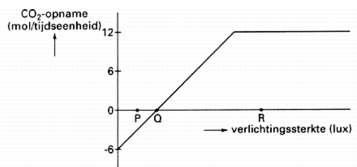 CO₂-opname
(mol/tijdseenheid)
12
6
0
-6
P Q R
verlichtingssterkte (lux)